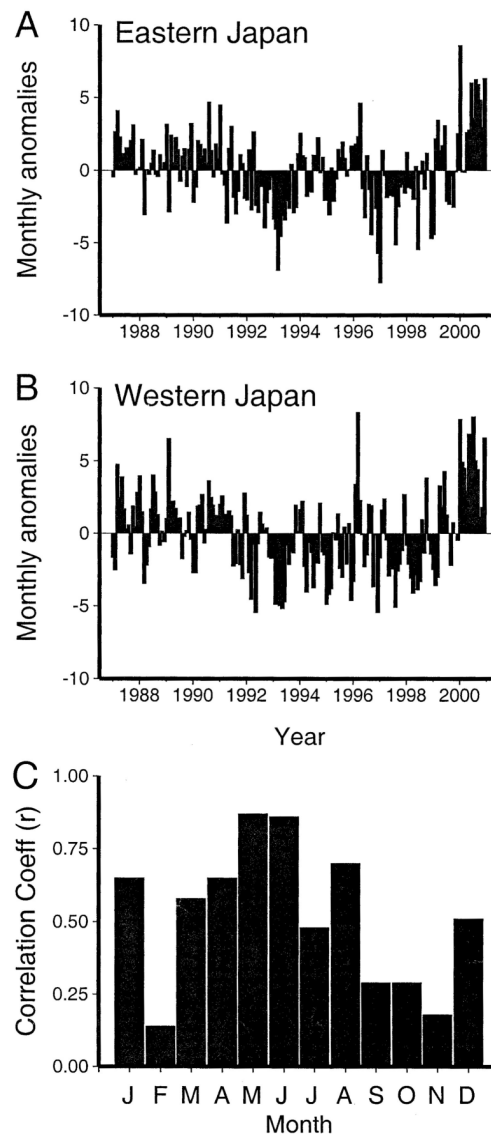 A
Eastern Japan
Monthly anomalies
10
5
0
-5
-10
1988 1990 1992 1994 1996 1998 2000
B
Western Japan
Monthly anomalies
10
5
0
-5
-10
1988 1990 1992 1994 1996 1998 2000
Year
C
Correlation Coeff (r)
1.00
0.75
0.50
0.25
0.00
J F M A M J J A S O N D
Month